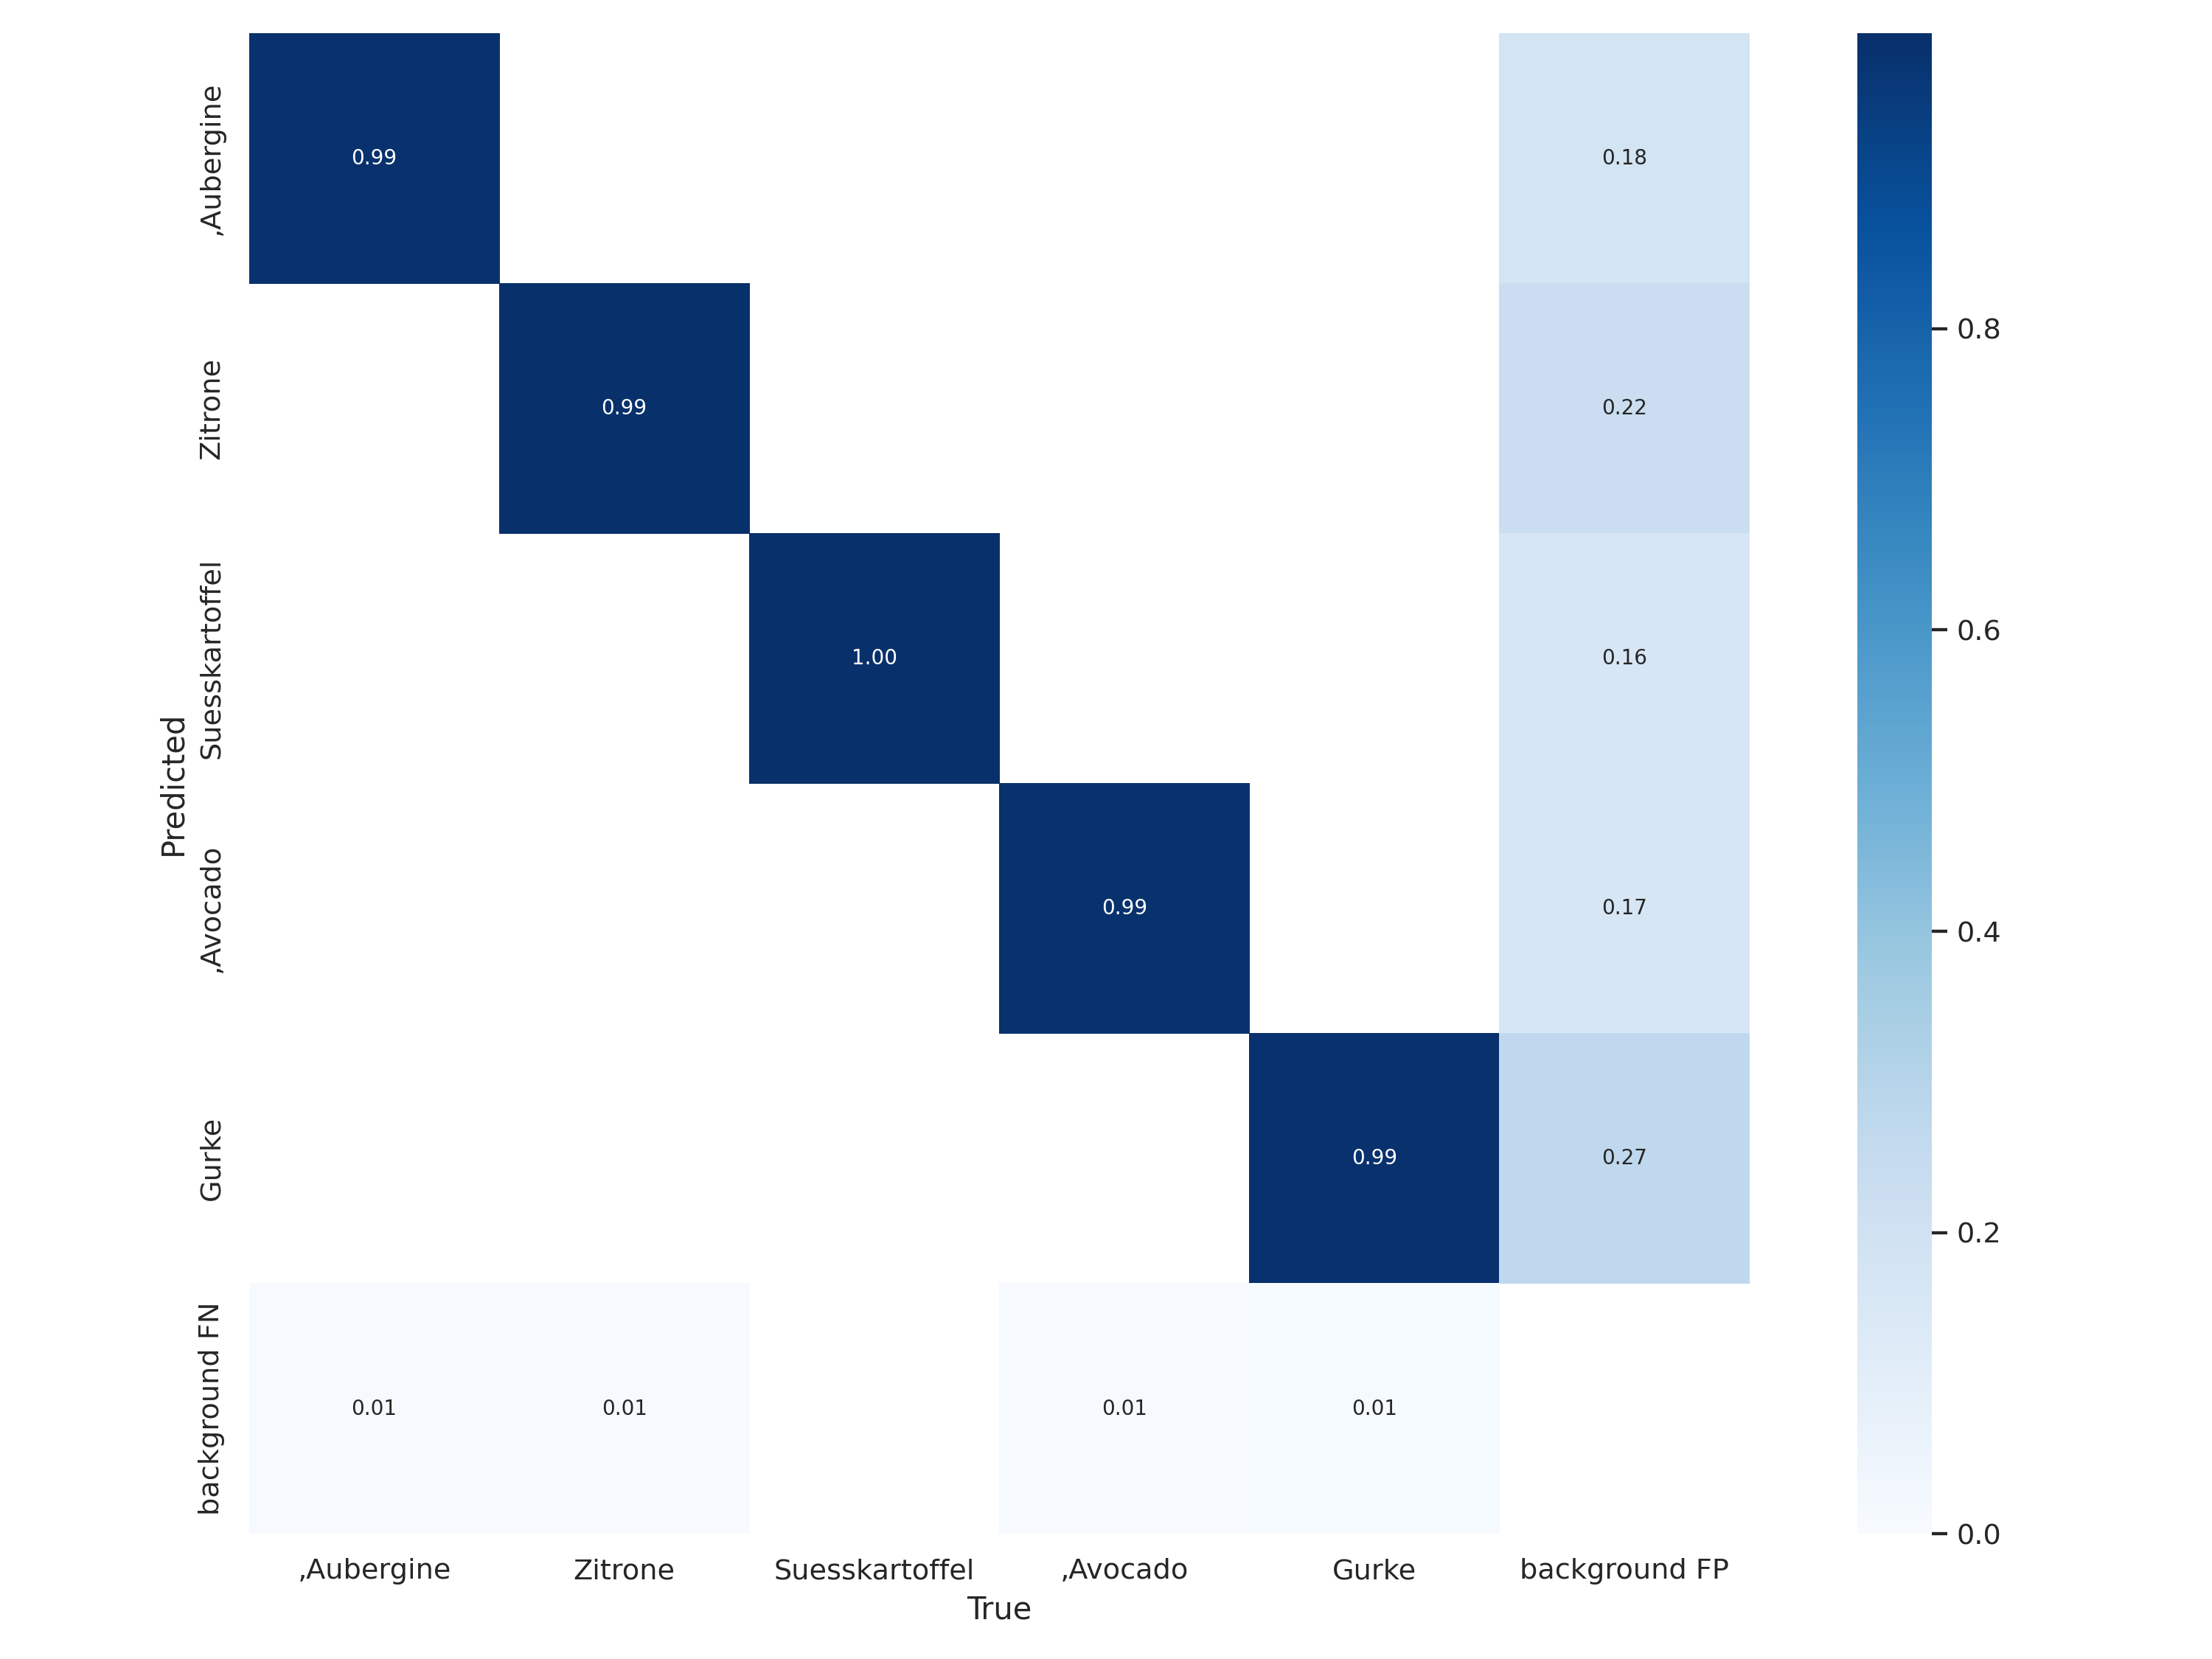 Predicted
‚Aubergine
Zitrone
Suesskartoffel
‚Avocado
Gurke
background FN
0.99 0.18
0.99 0.22
1.00 0.16
0.99 0.17
0.99 0.27
0.01 0.01 0.01 0.01
‚Aubergine Zitrone Suesskartoffel ‚Avocado Gurke background FP
True
0.8
0.6
0.4
0.2
0.0